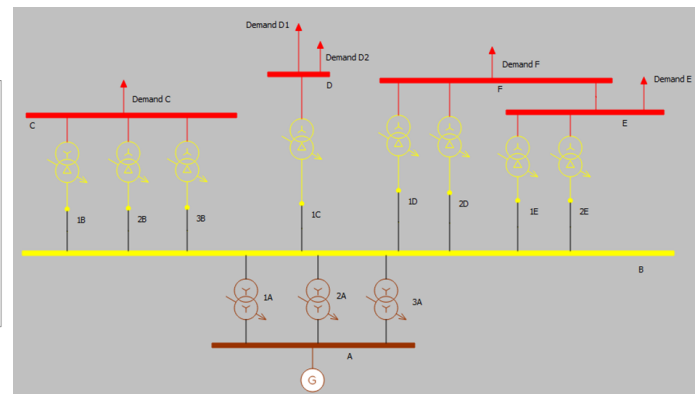 Demand D1
Demand D2
D
Demand F
F
Demand E
E
Demand C
C
1B
2B
3B
1C
1D
2D
1E
2E
B
1A
2A
3A
A
G